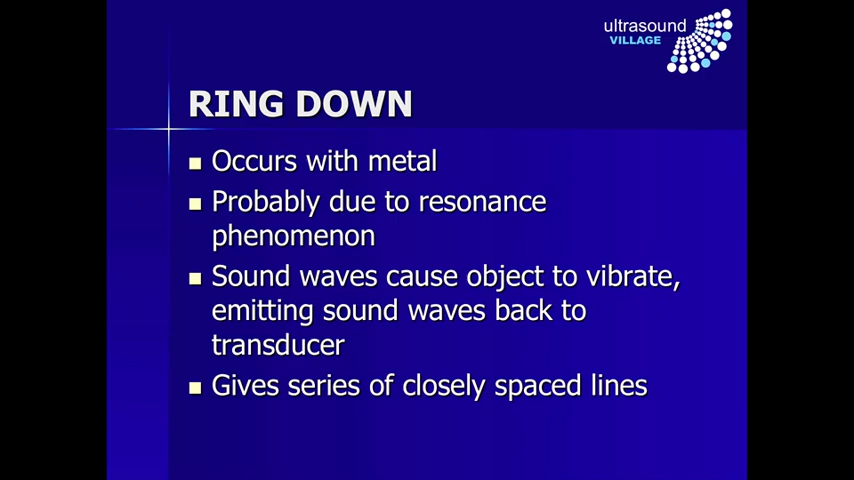 ultrasound
VILLAGE
RING DOWN
Occurs with metal
Probably due to resonance
phenomenon
Sound waves cause object to vibrate,
emitting sound waves back to
transducer
Gives series of closely spaced lines